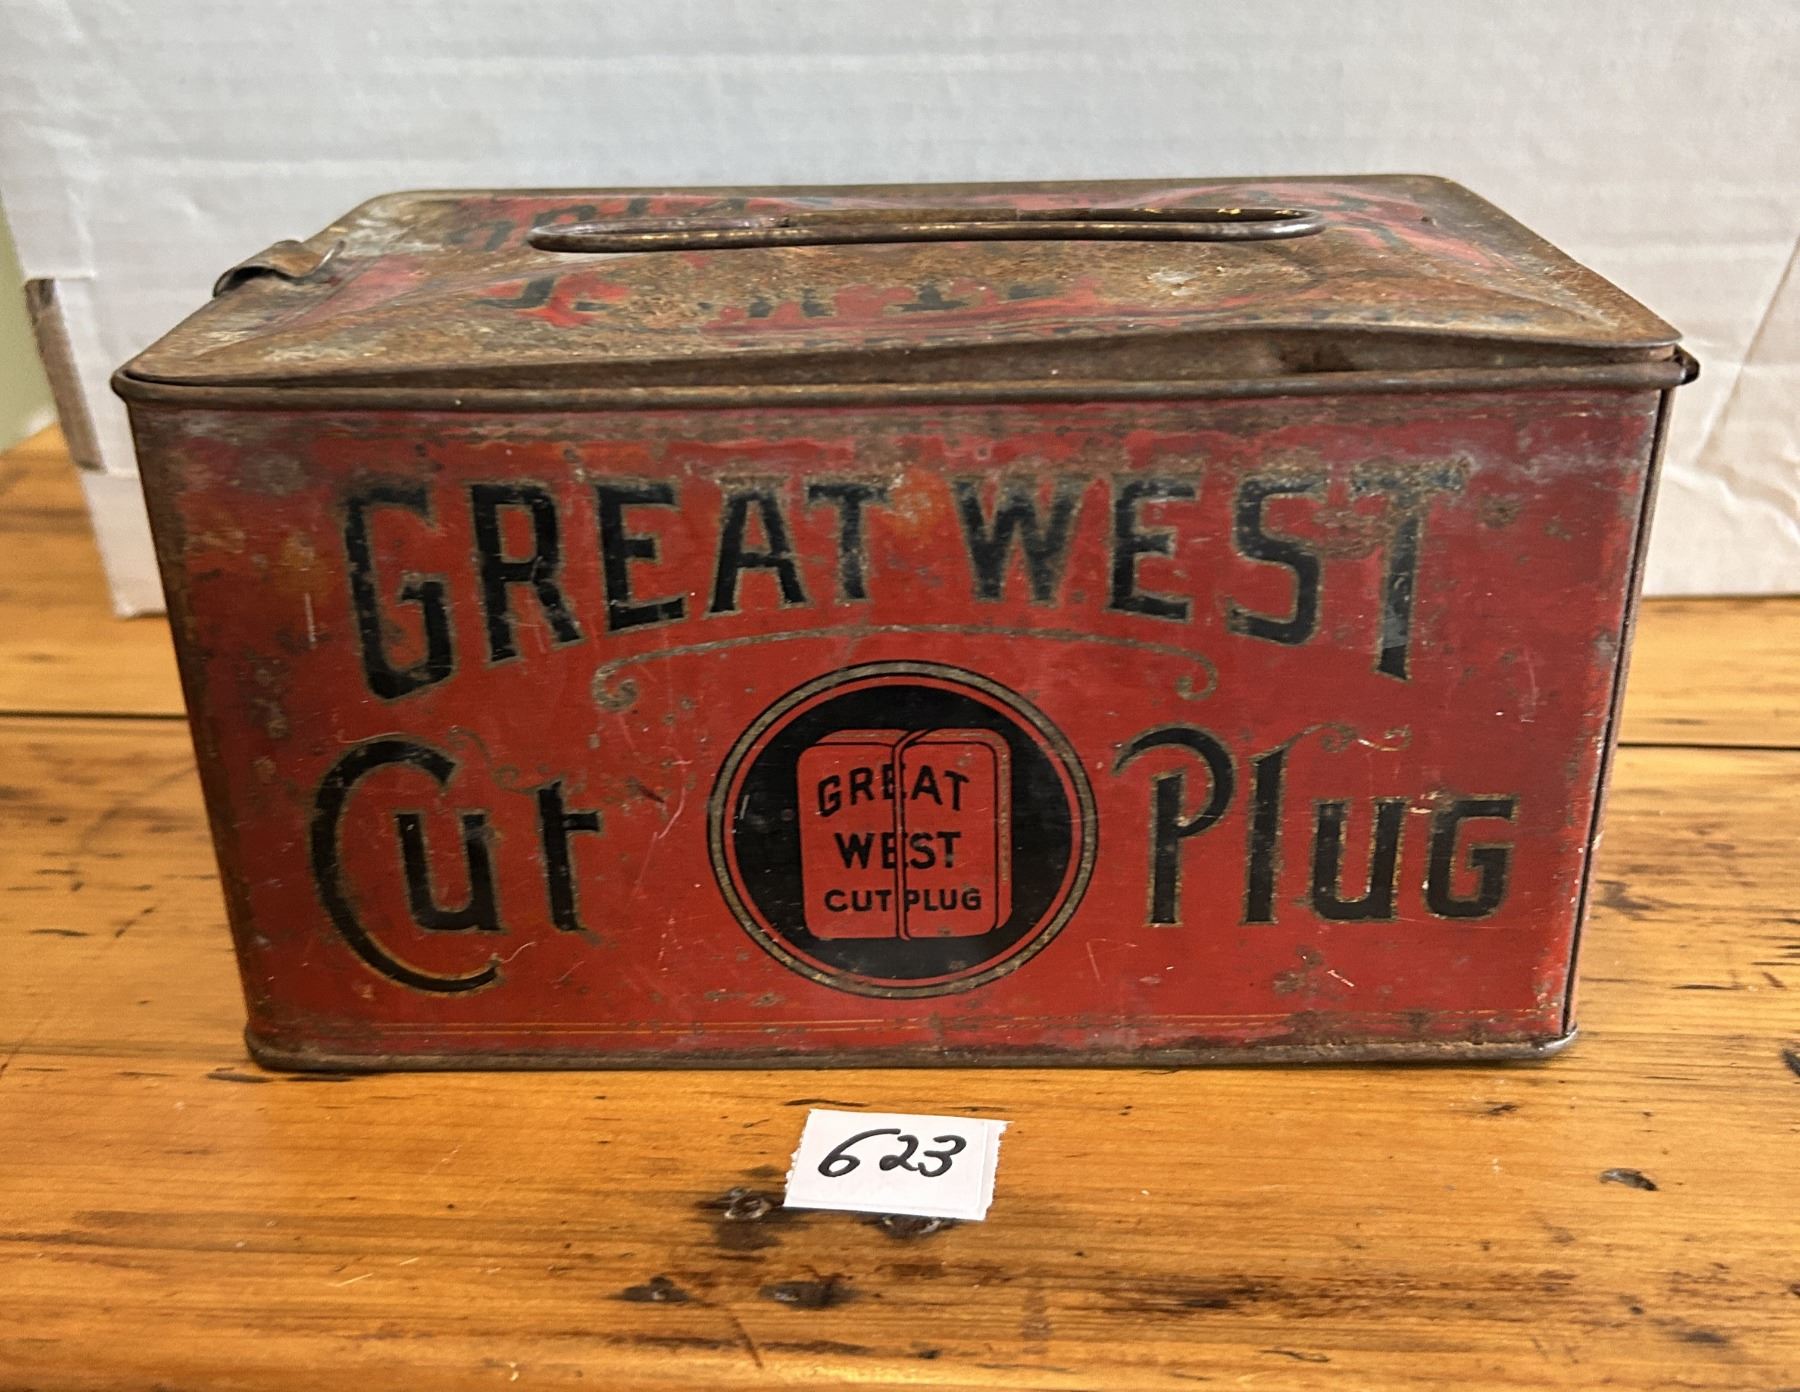 GREAT WEST
Cut Plug
GREAT
WEST
CUT PLUG
623